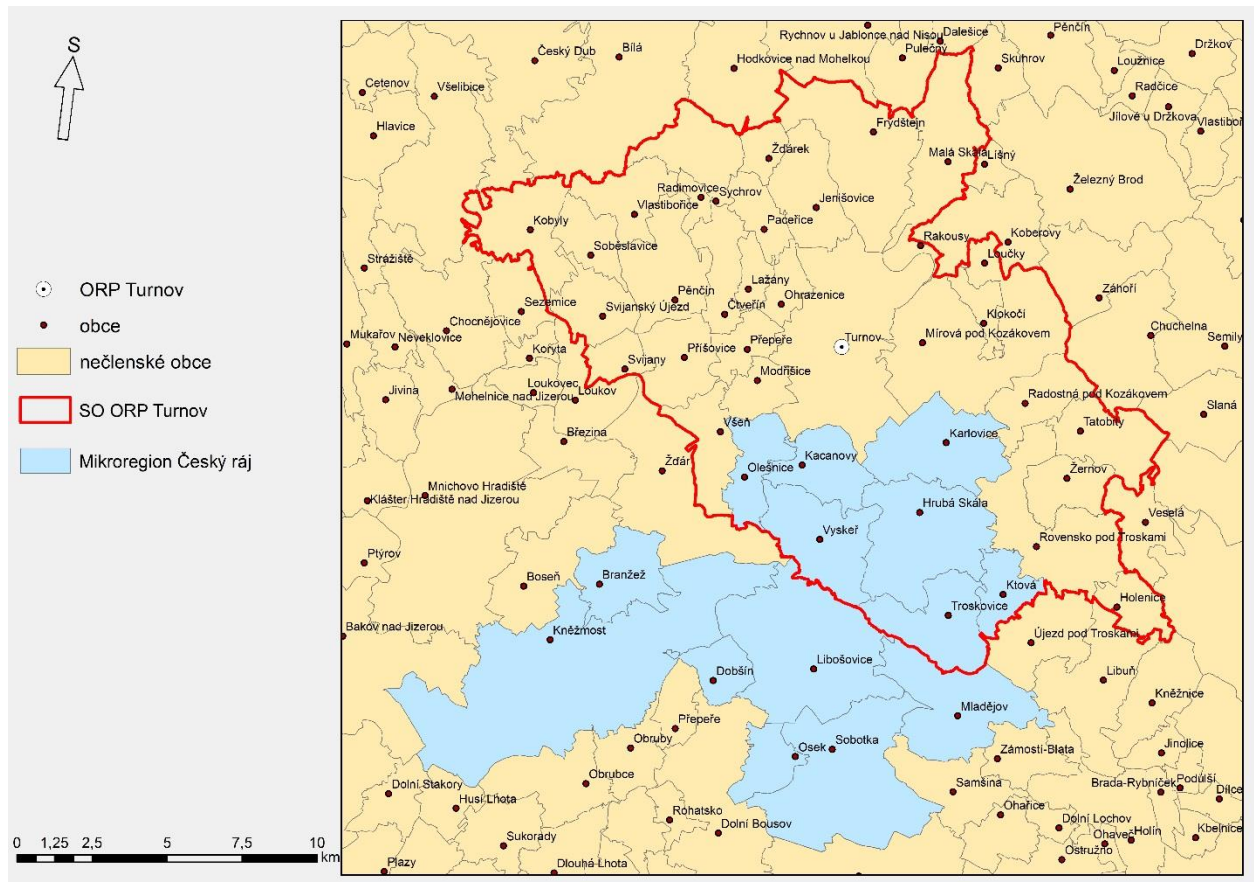 S
ORP Turnov
obce
nečlenské obce
SO ORP Turnov
Mikroregion Český ráj
0 1,25 2,5 5 7,5 10
km
Rychnov u Jablonce nad Nisou
Dalešice
Pěnčín
Český Dub
Bílá
Hodkovice nad Mohelkou
Pulečný
Skuhrov
Loužnice
Držkov
Cetenov
Všelibice
Radčice
Hlavice
Frydštejn
Jílově u Držkova
Vlastiboř
Žďárek
Malá Skála
Líšný
Železný Brod
Radimovice
Sychrov
Vlastibořice
Jenišovice
Kobyly
Paceřice
Rakousy
Koberovy
Soběslavice
Loučky
Strážiště
Lažany
Pěnčín
Ohrazenice
Záhoří
Sezemice
Svijanský Újezd
Čtveřín
Klokočí
Chocnějovice
Mukařov
Neveklovice
Koryta
Příšovice
Přepeře
Turnov
Mírová pod Kozákovem
Chuchelna
Semily
Svijany
Modřišice
Jivina
Mohelnice nad Jizerou
Loukovec
Loukov
Radostná pod Kozákovem
Slaná
Březina
Všeň
Karlovice
Tatobity
Žďár
Olešnice
Kacanovy
Žernov
Mnichovo Hradiště
Klášter Hradiště nad Jizerou
Hrubá Skála
Veselá
Vyskeř
Rovensko pod Troskami
Ptýrov
Boseň
Branžež
Ktová
Troskovice
Holenice
Bakov nad Jizerou
Kněžmost
Újezd pod Troskami
Dobšín
Libošovice
Libuň
Kněžnice
Mladějov
Přepeře
Obruby
Osek
Sobotka
Zámostí-Blata
Jinolice
Dolní Stakory
Obrubce
Samšina
Brada-Rybníček
Podůlší
Dílce
Husí Lhota
Rohatsko
Dolní Bousov
Ohařice
Dolní Lochov
Ohaveč
Holín
Kbelnice
Sukorady
Ostružno
Plazy
Dlouhá Lhota